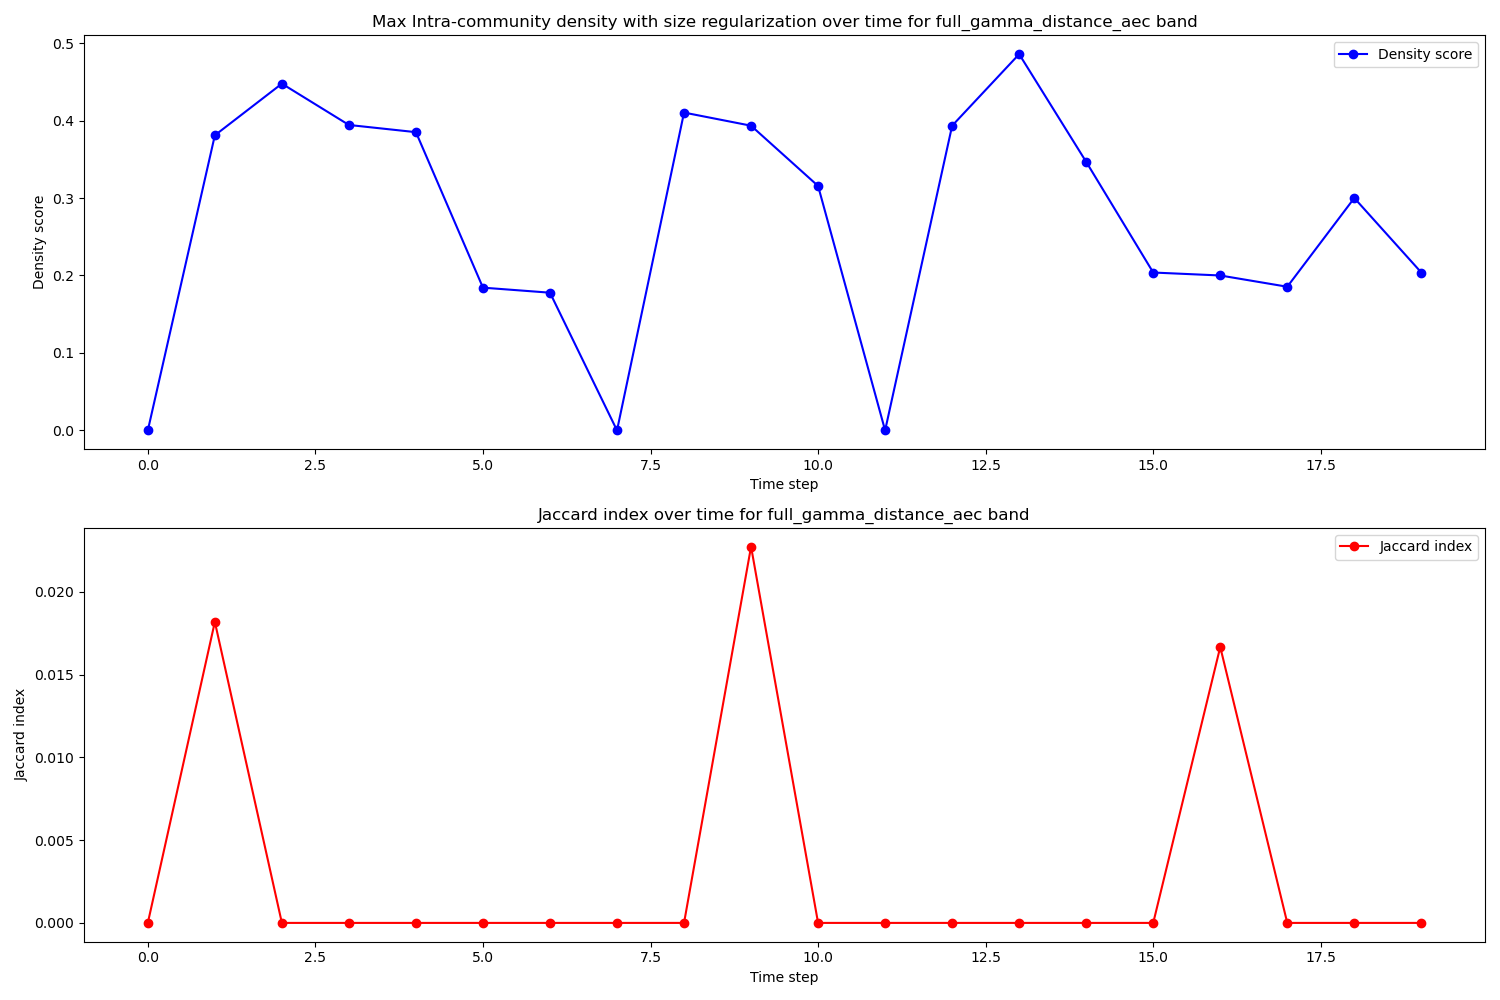 Max Intra-community density with size regularization over time for full_gamma_distance_aec band
Density score
0.5
0.4
0.3
0.2
0.1
0.0
Density score
0.0 2.5 5.0 7.5 10.0 12.5 15.0 17.5
Time step
Jaccard index over time for full_gamma_distance_aec band
Jaccard index
0.020
0.015
0.010
0.005
0.000
Jaccard index
0.0 2.5 5.0 7.5 10.0 12.5 15.0 17.5
Time step